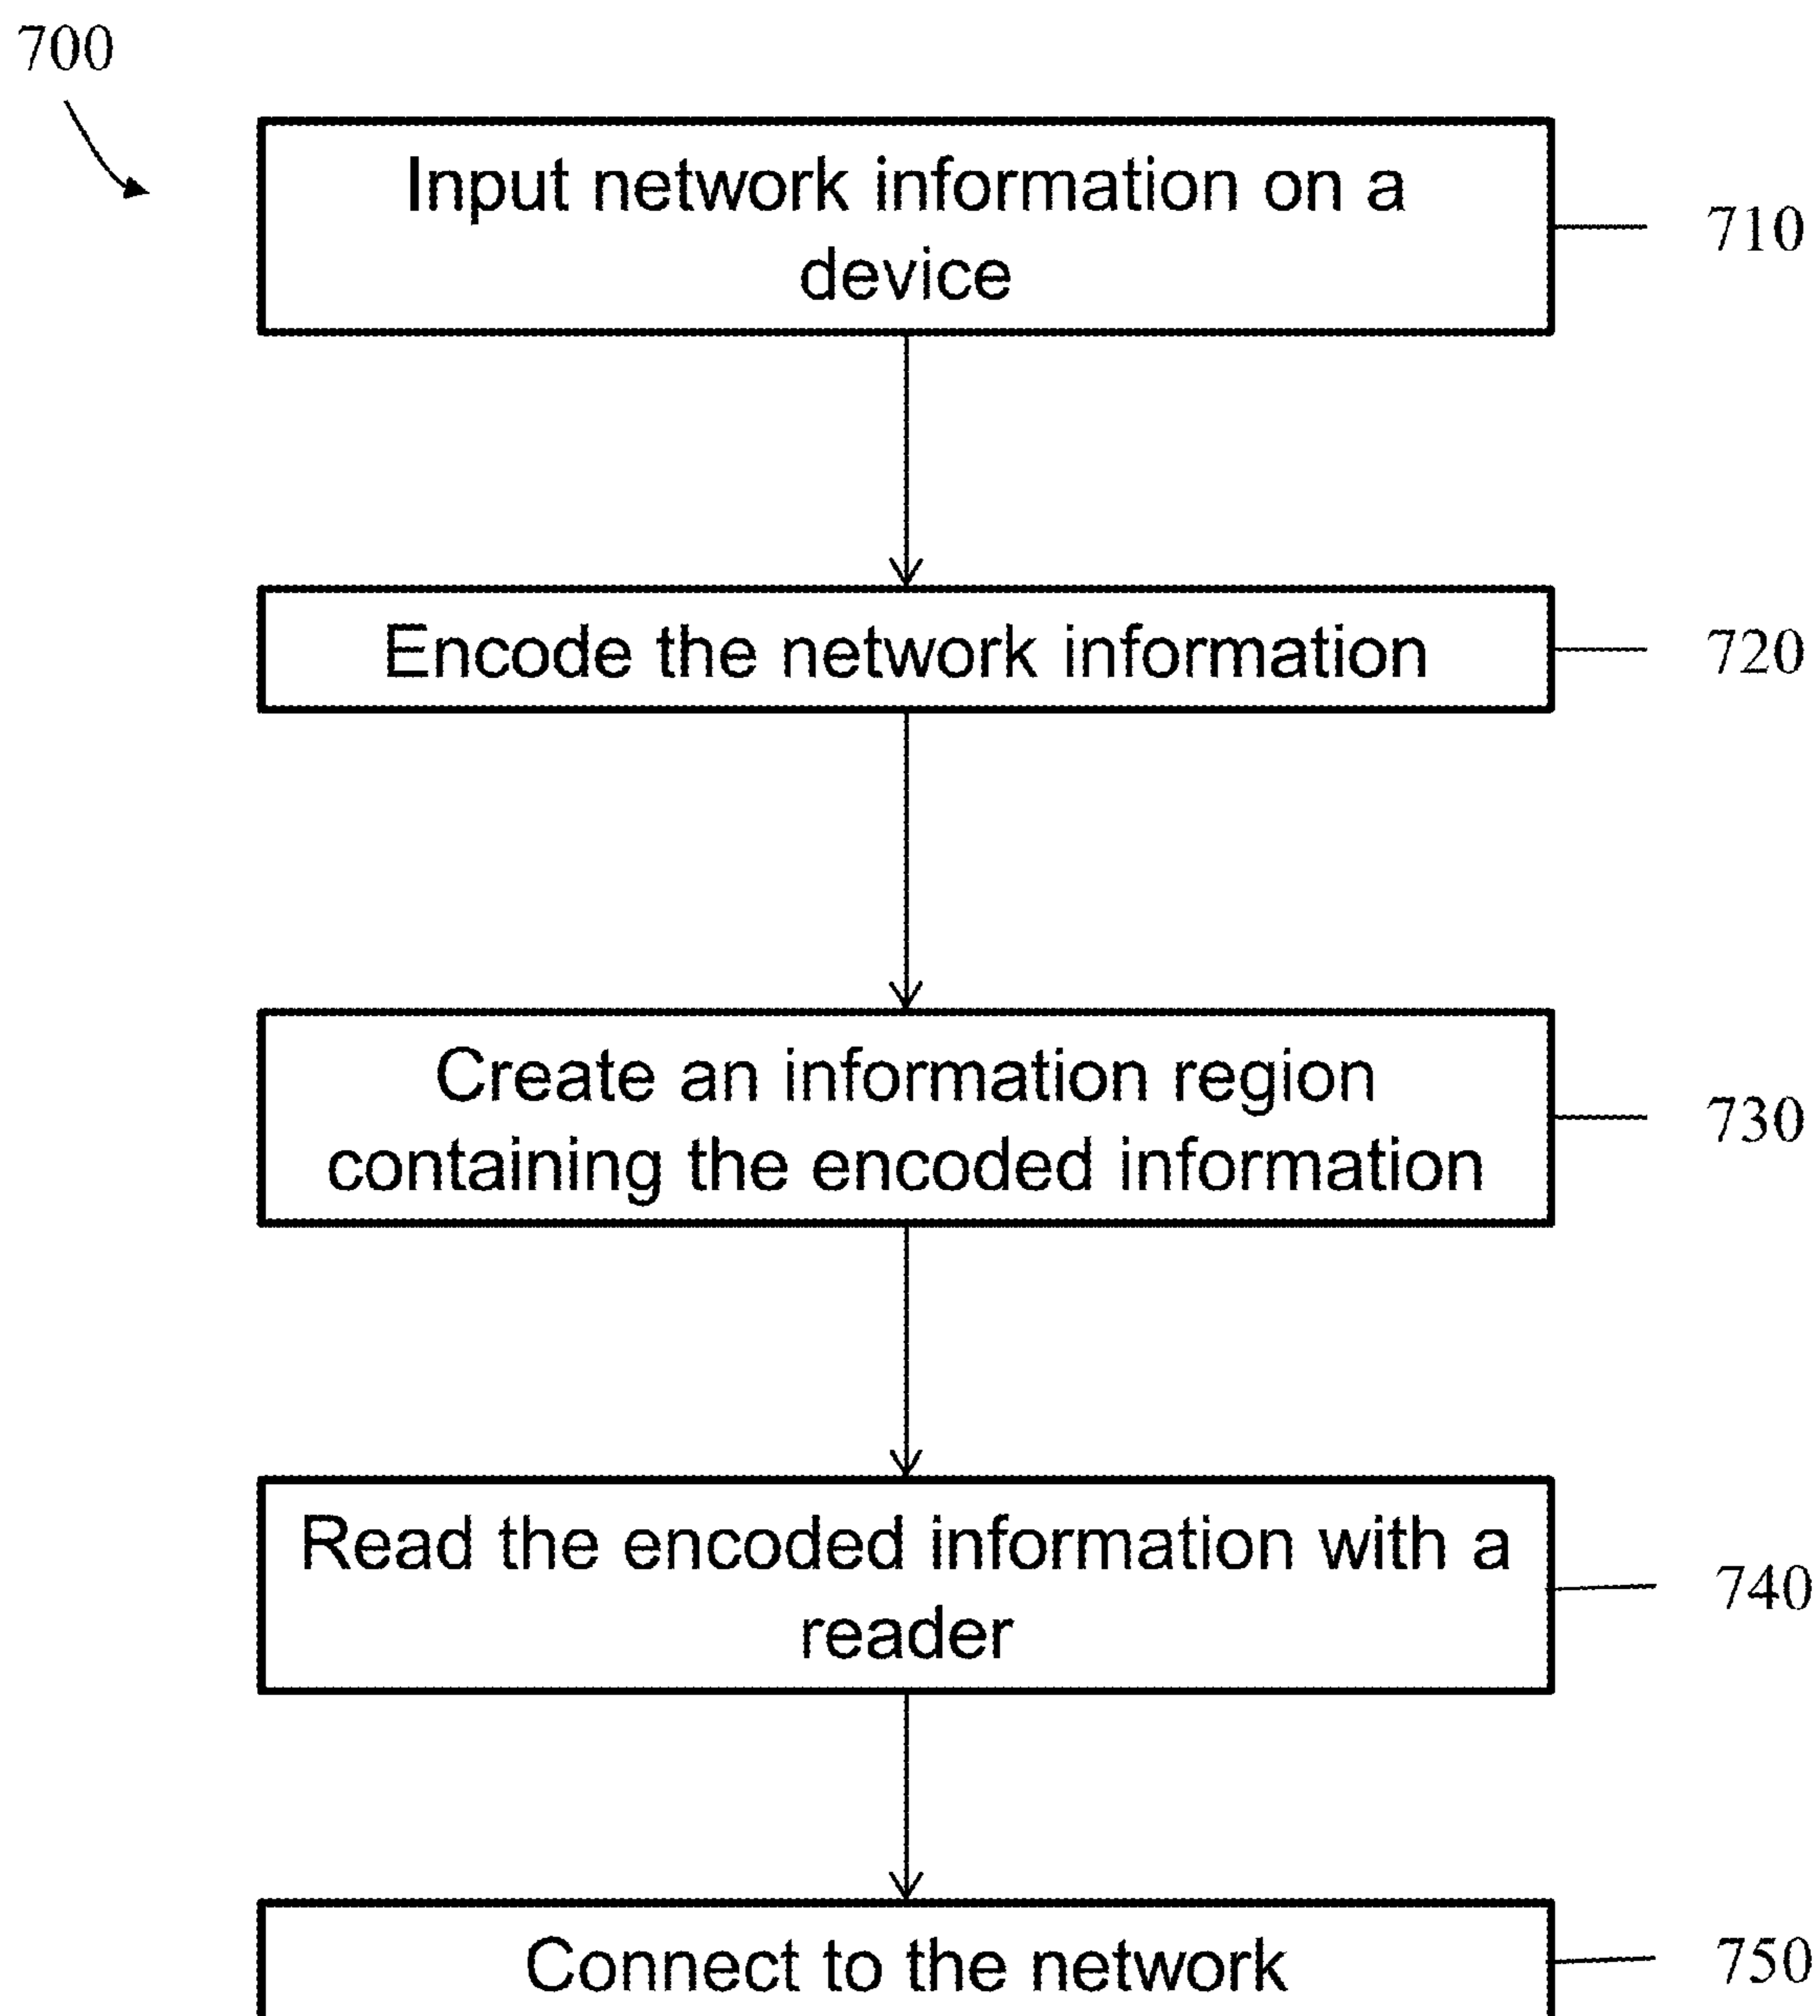 700
Input network information on a
device
710
Encode the network information
720
Create an information region
containing the encoded information
730
Read the encoded information with a
reader
740
Connect to the network
750